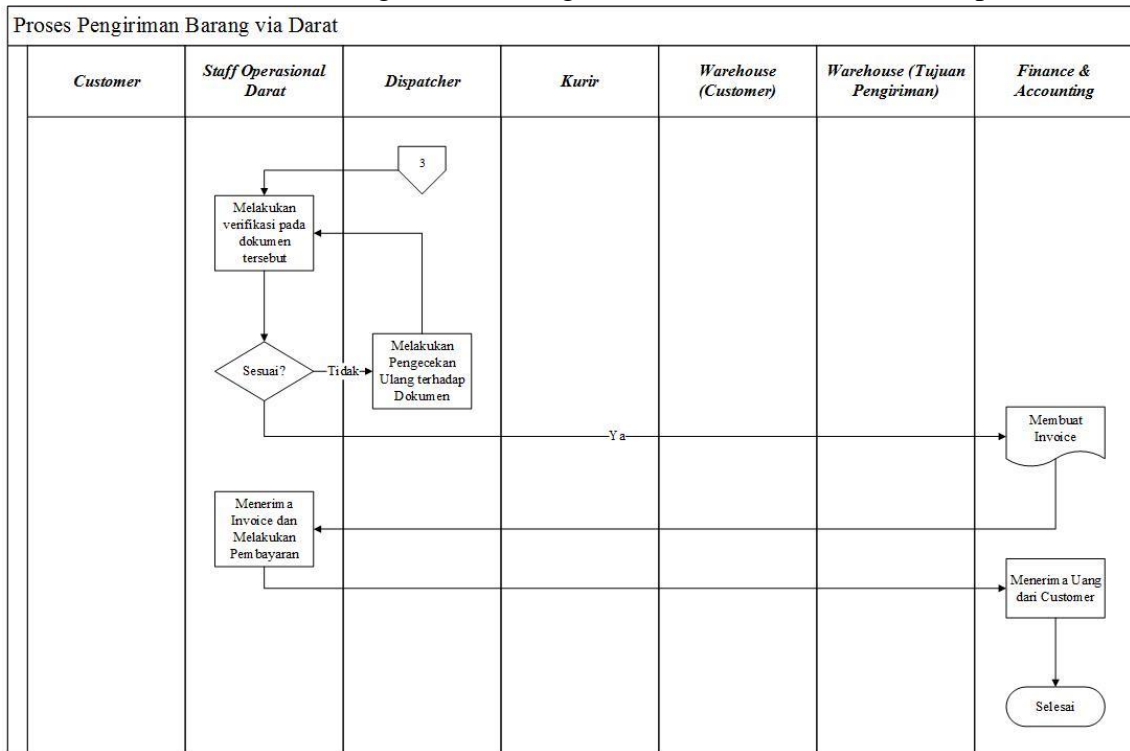 Proses Pengiriman Barang via Darat
Customer
Staff Operasional
Darat
Dispatcher
Kurir
Warehouse
(Customer)
Warehouse (Tujuan
Pengiriman)
Finance &
Accounting
3
Melakukan
verifikasi pada
dokumen
tersebut
Sesuai?
Tidak
Melakukan
Pengecekan
Ulang terhadap
Dokumen
Ya
Membuat
Invoice
Menerima
Invoice dan
Melakukan
Pembayaran
Menerima Uang
dari Customer
Selesai